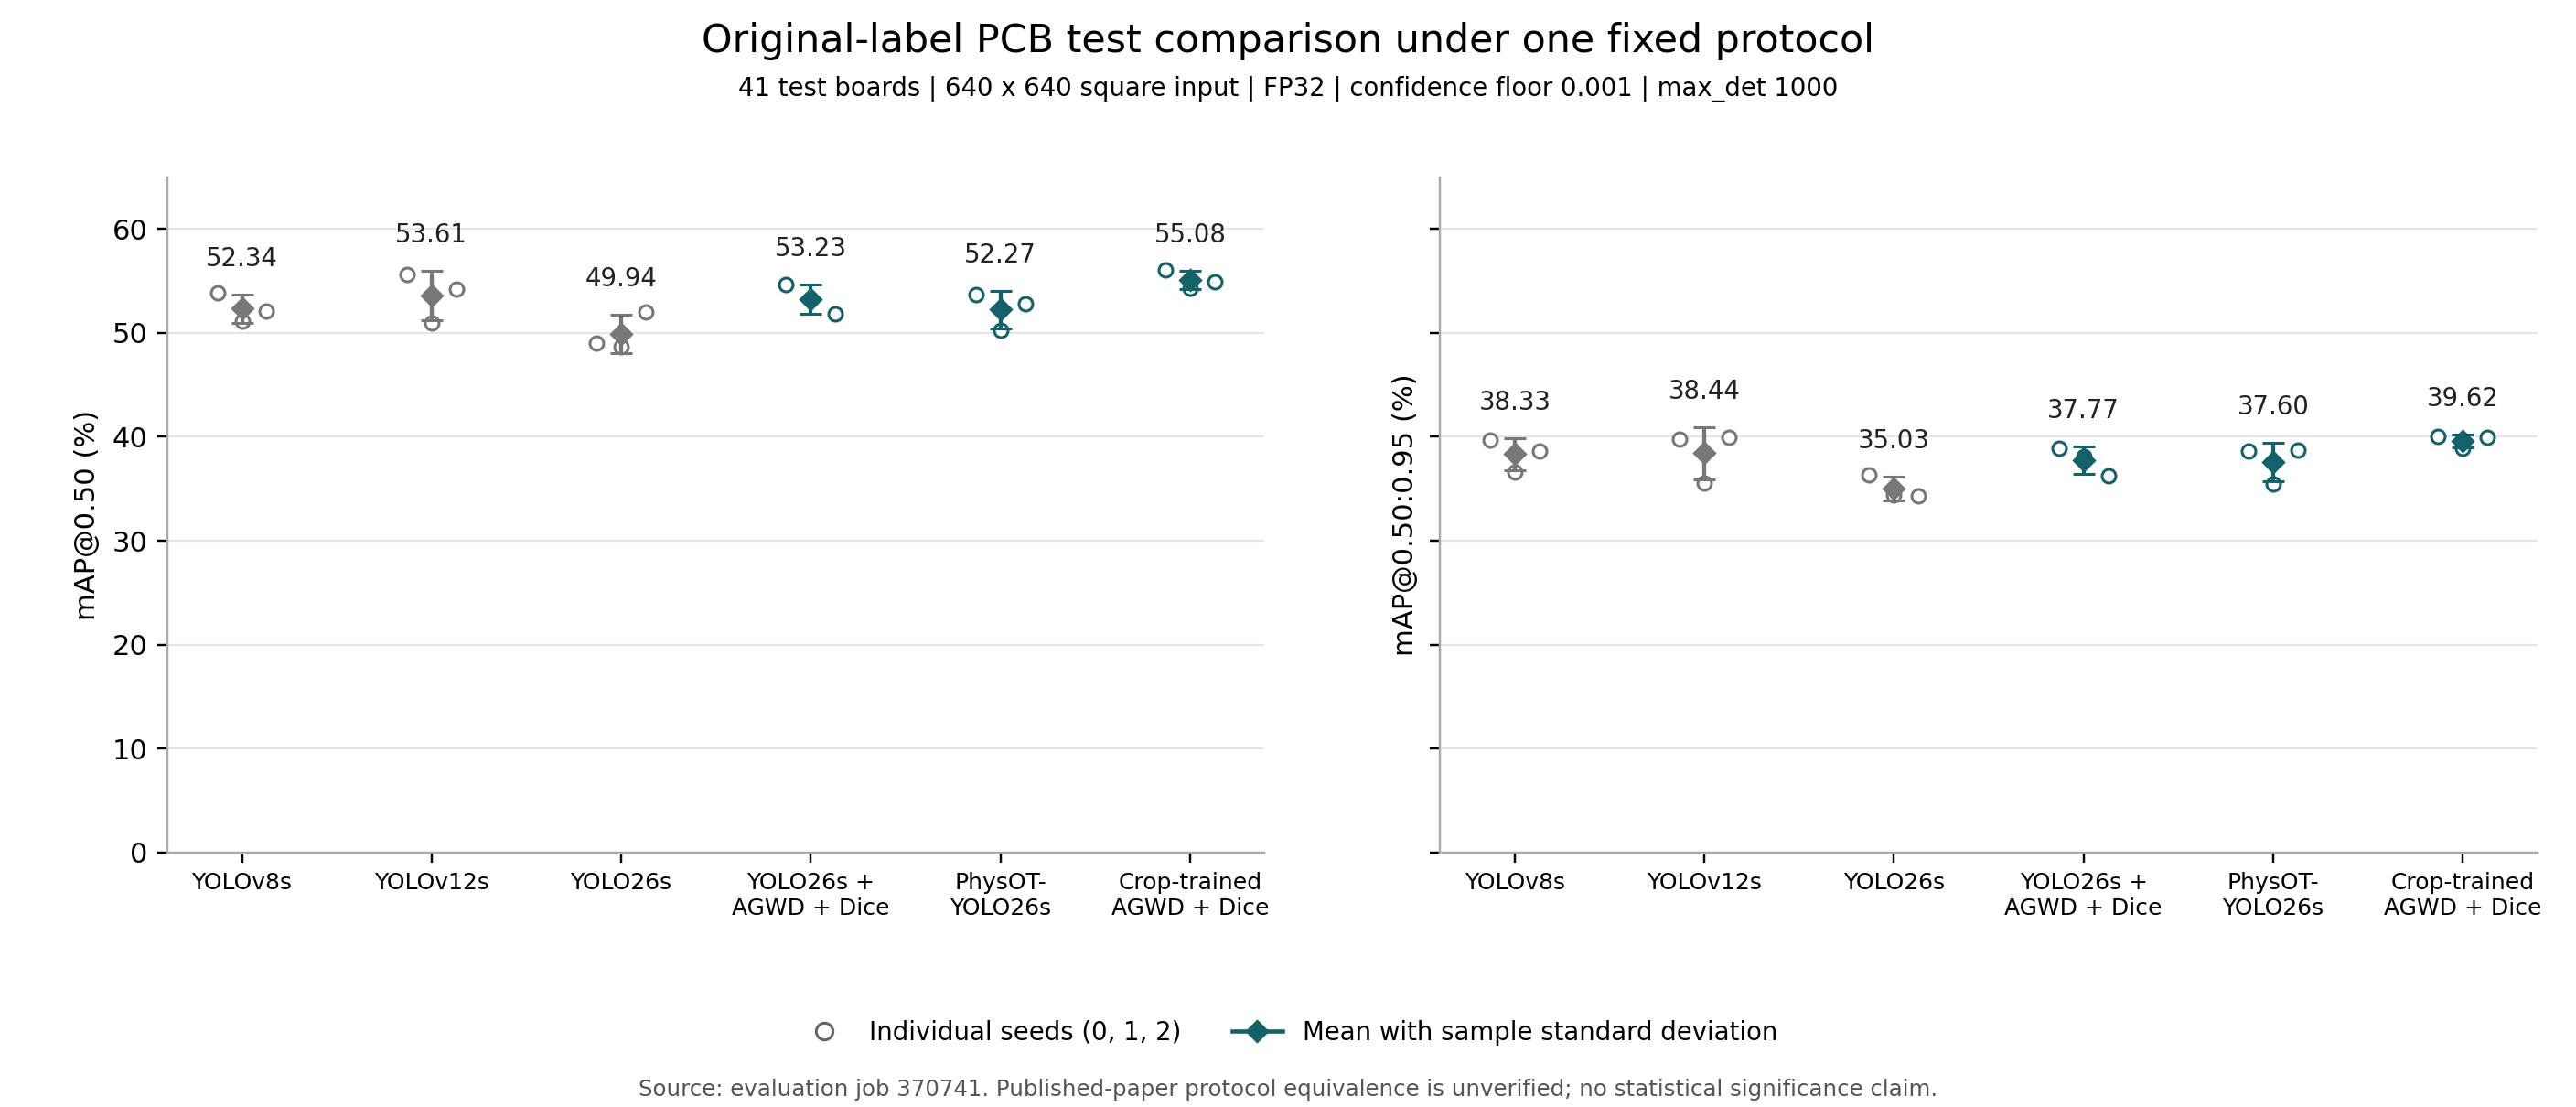 Original-label PCB test comparison under one fixed protocol
41 test boards | 640 x 640 square input | FP32 | confidence floor 0.001 | max_det 1000
mAP@0.50 (%)
60
50
40
30
20
10
0
52.34
53.61
49.94
53.23
52.27
55.08
YOLOv8s
YOLOv12s
YOLO26s
YOLO26s +
AGWD + Dice
PhysOT-
YOLO26s
Crop-trained
AGWD + Dice
mAP@0.50:0.95 (%)
38.33
38.44
35.03
37.77
37.60
39.62
YOLOv8s
YOLOv12s
YOLO26s
YOLO26s +
AGWD + Dice
PhysOT-
YOLO26s
Crop-trained
AGWD + Dice
Individual seeds (0, 1, 2)
Mean with sample standard deviation
Source: evaluation job 370741. Published-paper protocol equivalence is unverified; no statistical significance claim.